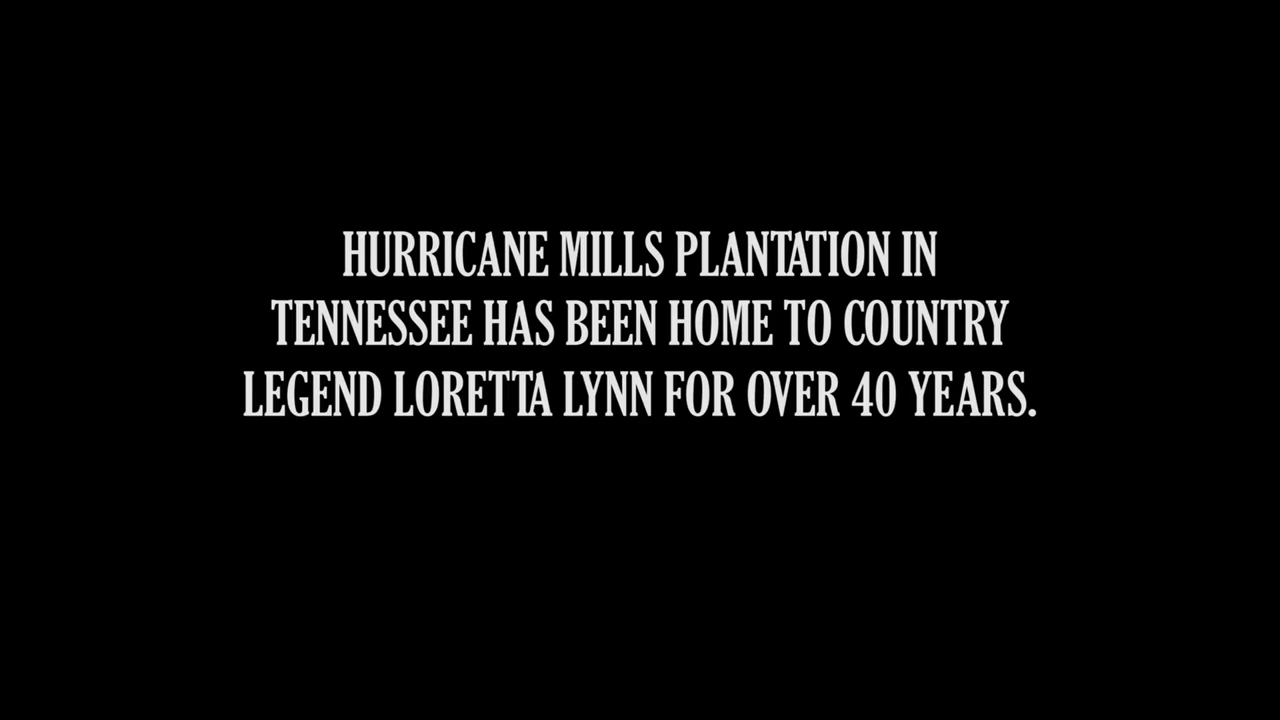 HURRICANE MILLS PLANTATION IN
TENNESSEE HAS BEEN HOME TO COUNTRY
LEGEND LORETTA LYNN FOR OVER 40 YEARS.